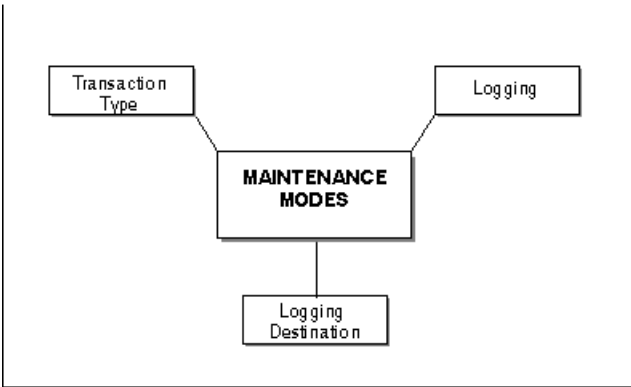 Transaction
Type
Logging
MAINTENANCE
MODES
Logging
Destination